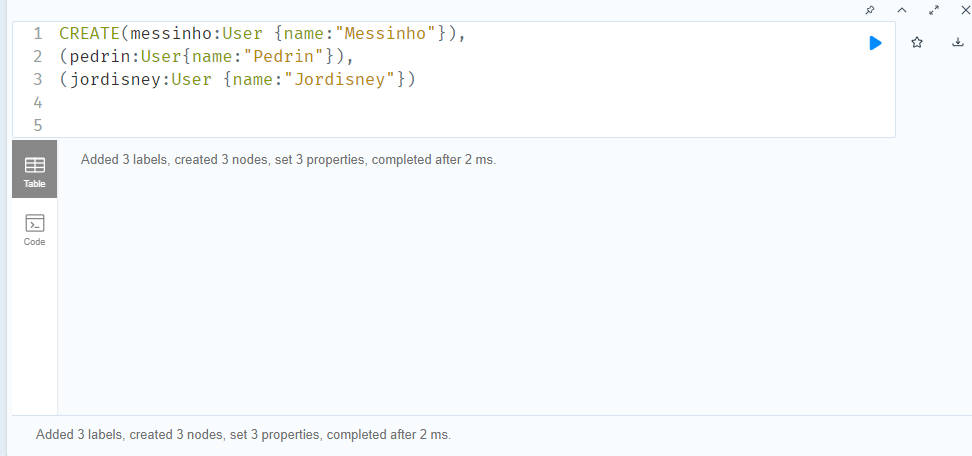 1 CREATE(messinho:User {name:"Messinho"}),
2 (pedrin:User{name:"Pedrin"}),
3 (jordisney:User {name:"Jordisney"})
4
5
Table
Added 3 labels, created 3 nodes, set 3 properties, completed after 2 ms.
Code
Added 3 labels, created 3 nodes, set 3 properties, completed after 2 ms.